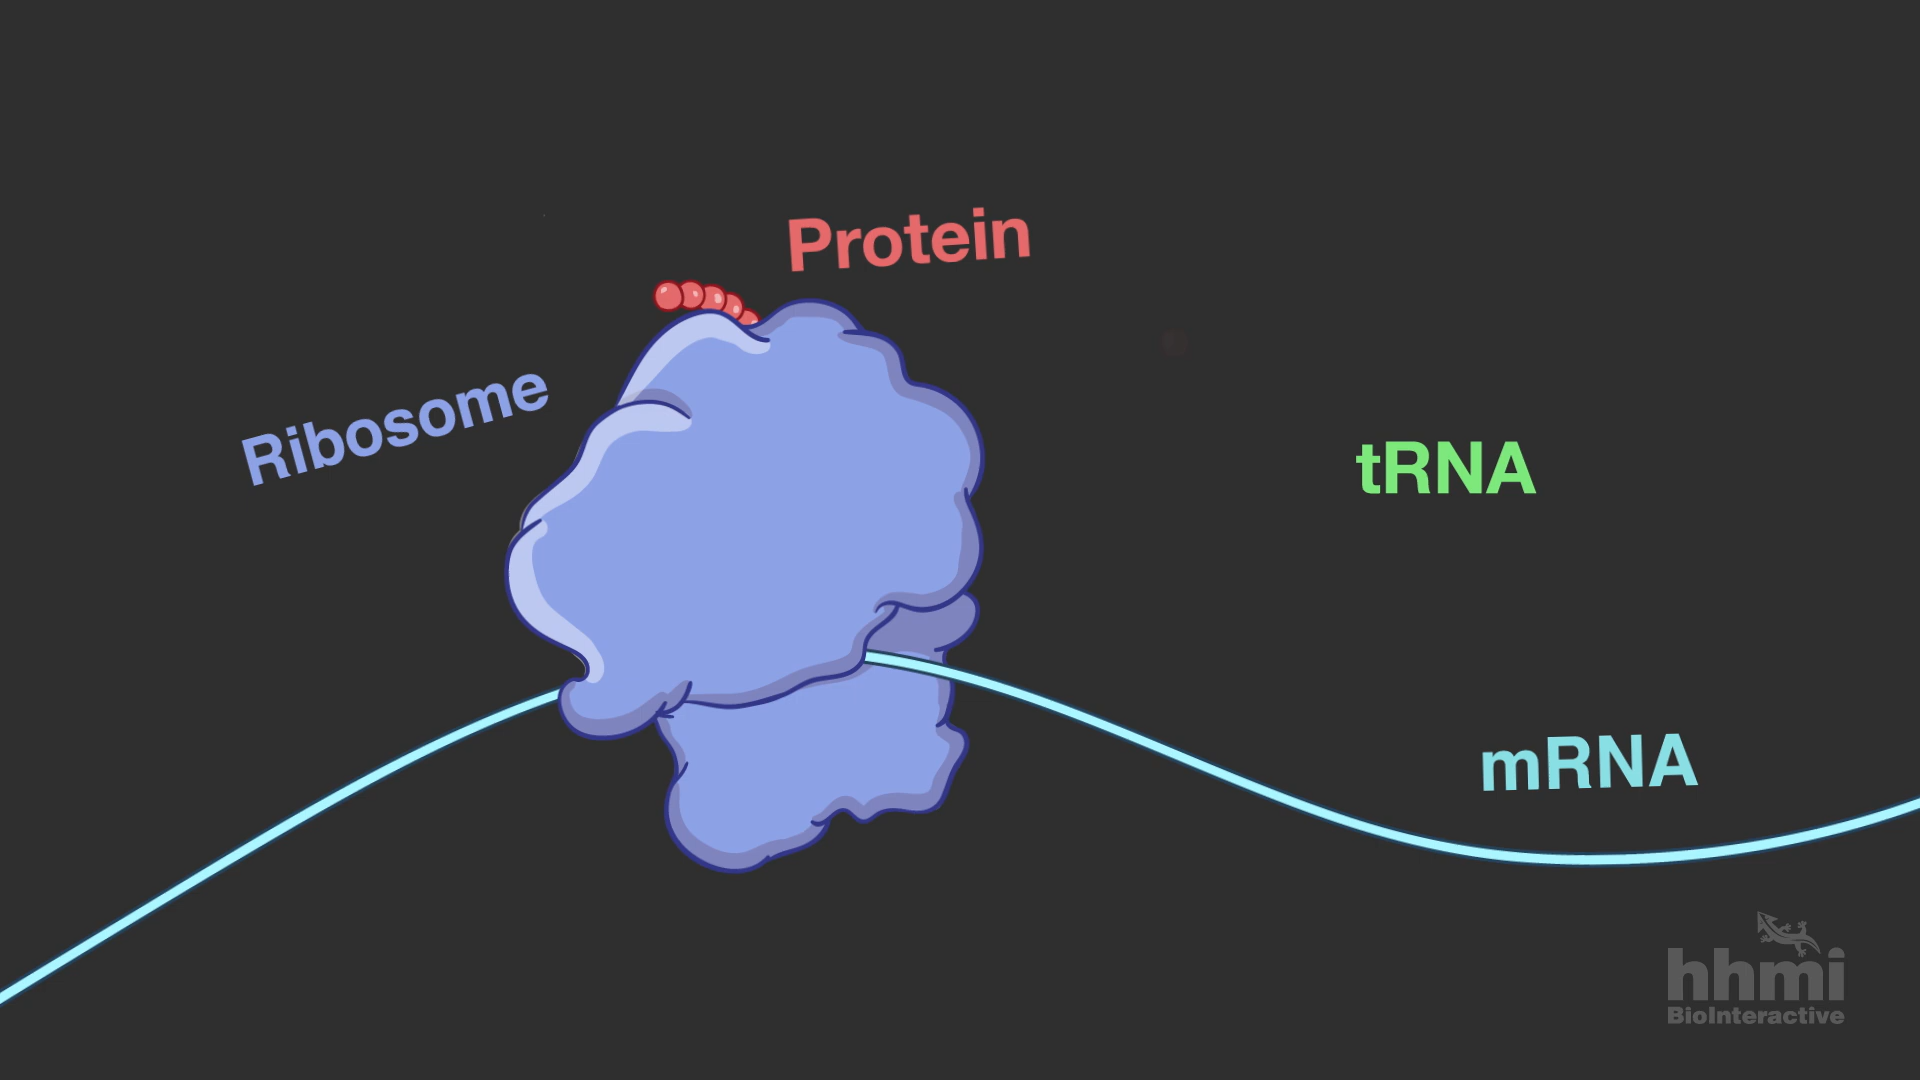 Protein
Ribosome
tRNA
mRNA
hhmi
BioInteractive